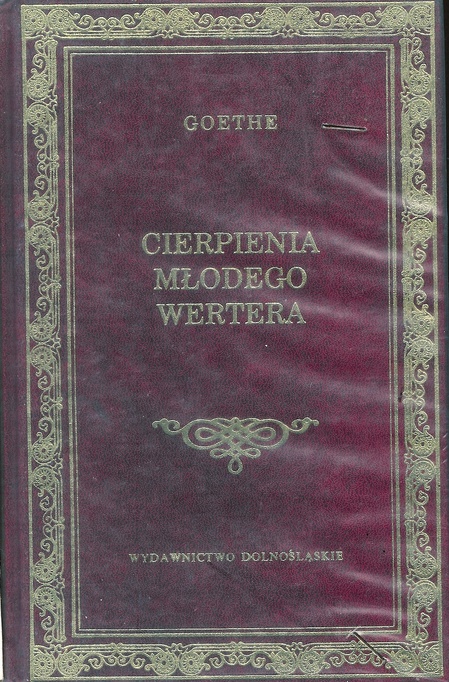 GOETHE
CIERPIENIA
MŁODEGO
WERTERA
WYDAWNICTWO DOLNOŚLĄSKIE